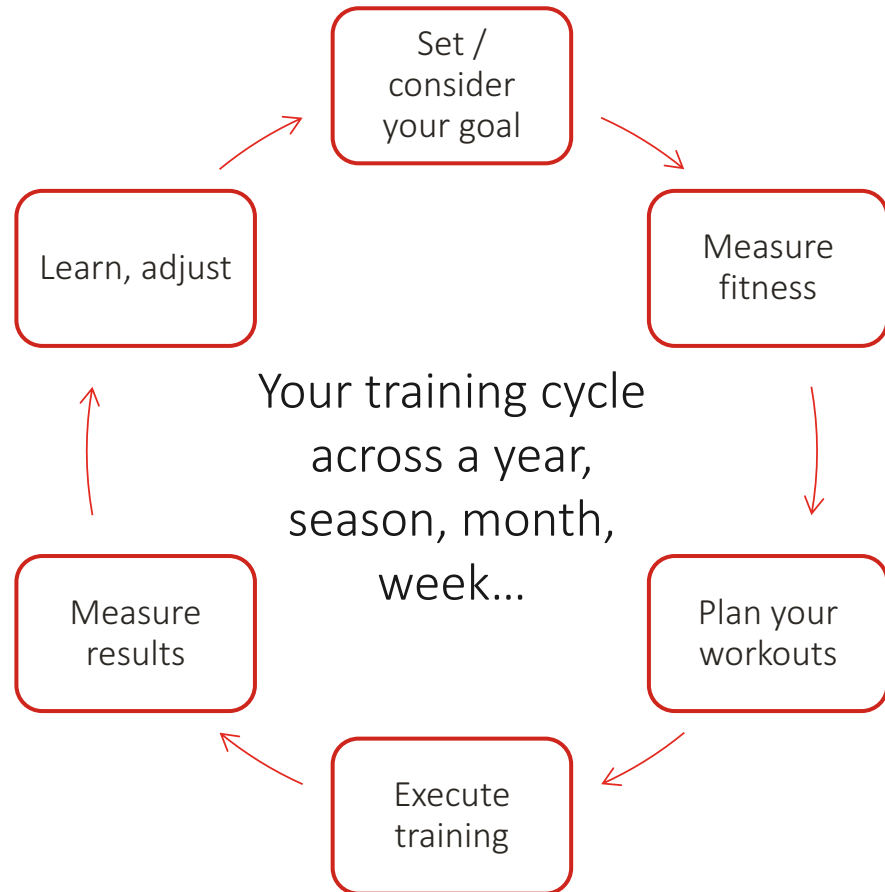 Set /
consider
your goal
Measure
fitness
Plan your
workouts
Execute
training
Measure
results
Learn, adjust
Your training cycle
across a year,
season, month,
week...